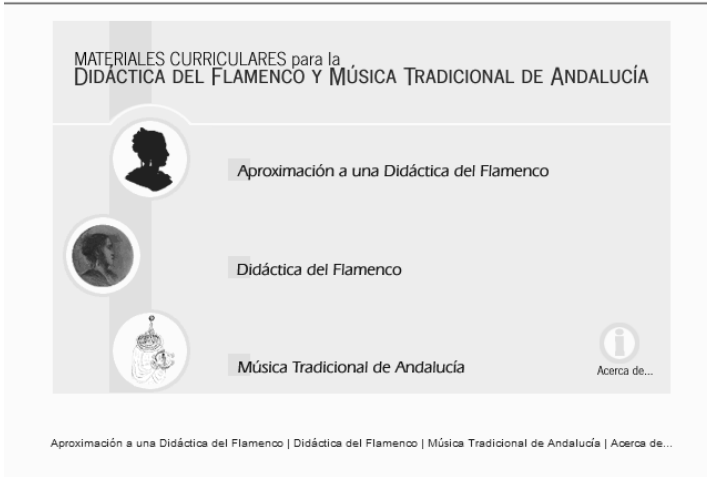 MATERIALES CURRICULARES para la
DIDÁCTICA DEL FLAMENCO Y MÚSICA TRADICIONAL DE ANDALUCÍA
Aproximación a una Didáctica del Flamenco
Didáctica del Flamenco
Música Tradicional de Andalucía
Acerca de...
Aproximación a una Didáctica del Flamenco | Didáctica del Flamenco | Música Tradicional de Andalucía | Acerca de...